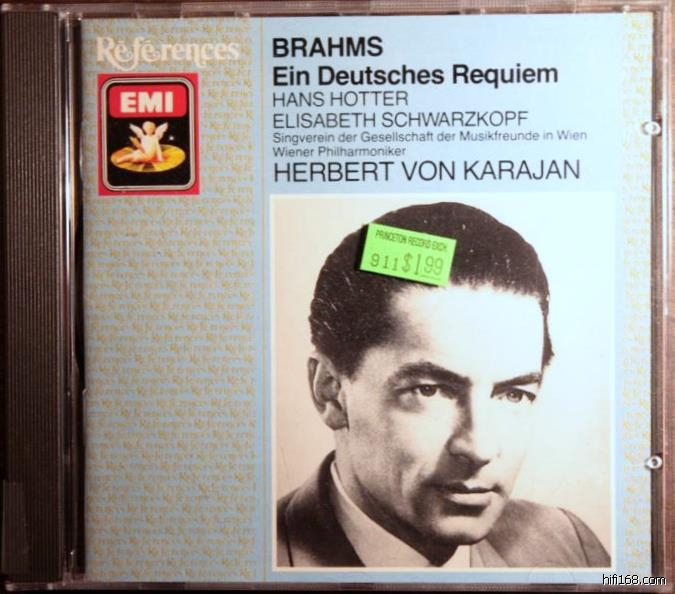 Références
EMI
BRAHMS
Ein Deutsches Requiem
HANS HOTTER
ELISABETH SCHWARZKOPF
Singverein der Gesellschaft der Musikfreunde in Wien
Wiener Philharmoniker
HERBERT VON KARAJAN
PRINCETON RECORD EXCH
911 $1.99
hifi168.com